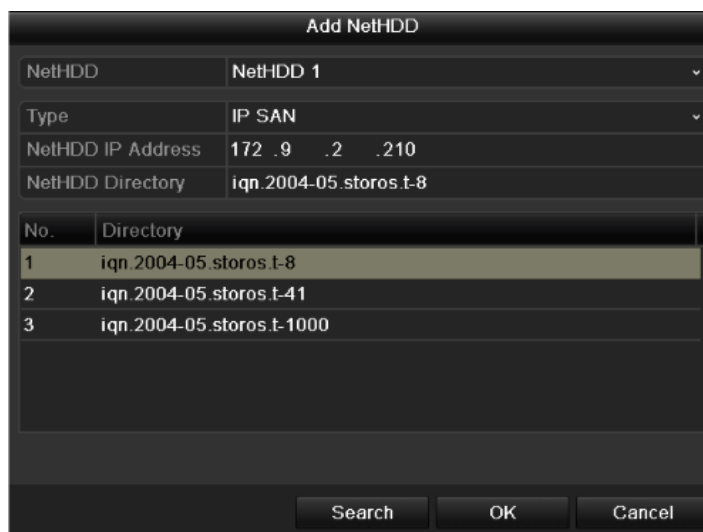 Add NetHDD
NetHDD NetHDD 1
Type IP SAN
NetHDD IP Address 172 .9 .2 .210
NetHDD Directory iqn.2004-05.storos.t-8
No. Directory
1 iqn.2004-05.storos.t-8
2 iqn.2004-05.storos.t-41
3 iqn.2004-05.storos.t-1000
Search OK Cancel